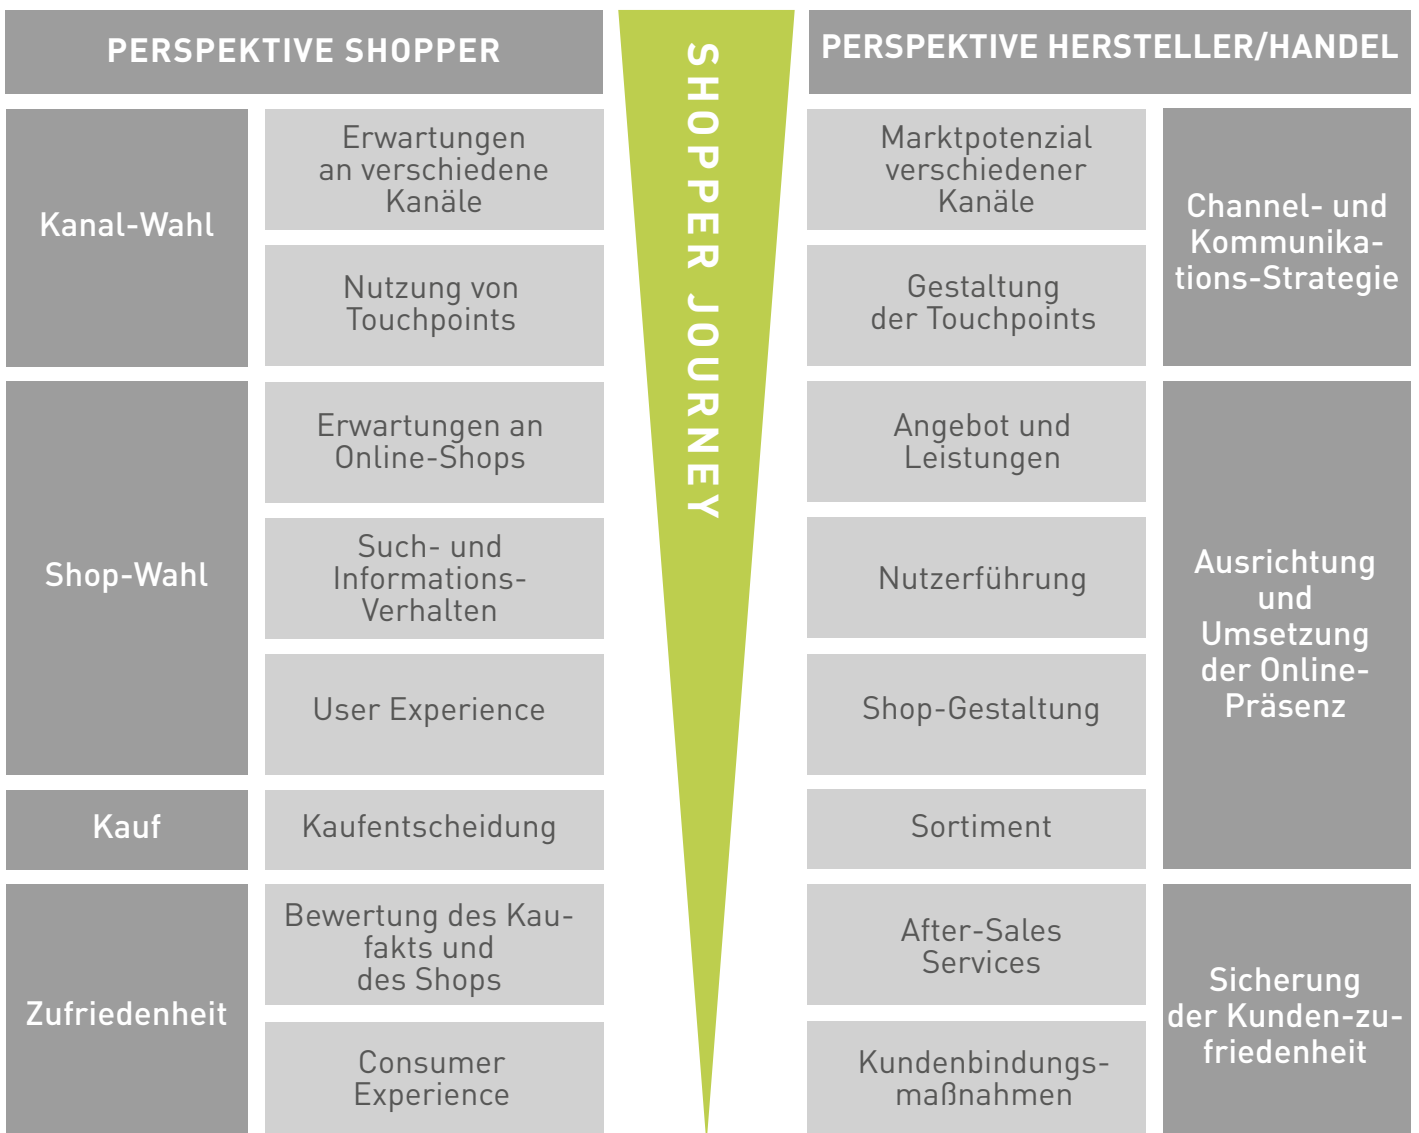 PERSPEKTIVE SHOPPER
SHOPPER JOURNEY
PERSPEKTIVE HERSTELLER/HANDEL
Kanal-Wahl
Erwartungen
an verschiedene
Kanäle
Nutzung von
Touchpoints
Marktpotenzial
verschiedener
Kanäle
Gestaltung
der Touchpoints
Channel- und
Kommunika-
tions-Strategie
Shop-Wahl
Erwartungen an
Online-Shops
Such- und
Informations-
Verhalten
User Experience
Angebot und
Leistungen
Nutzerführung
Shop-Gestaltung
Ausrichtung
und
Umsetzung
der Online-
Präsenz
Kauf
Kaufentscheidung
Sortiment
Zufriedenheit
Bewertung des Kau-
fakts und
des Shops
Consumer
Experience
After-Sales
Services
Kundenbindungs-
maßnahmen
Sicherung
der Kunden-zu-
friedenheit